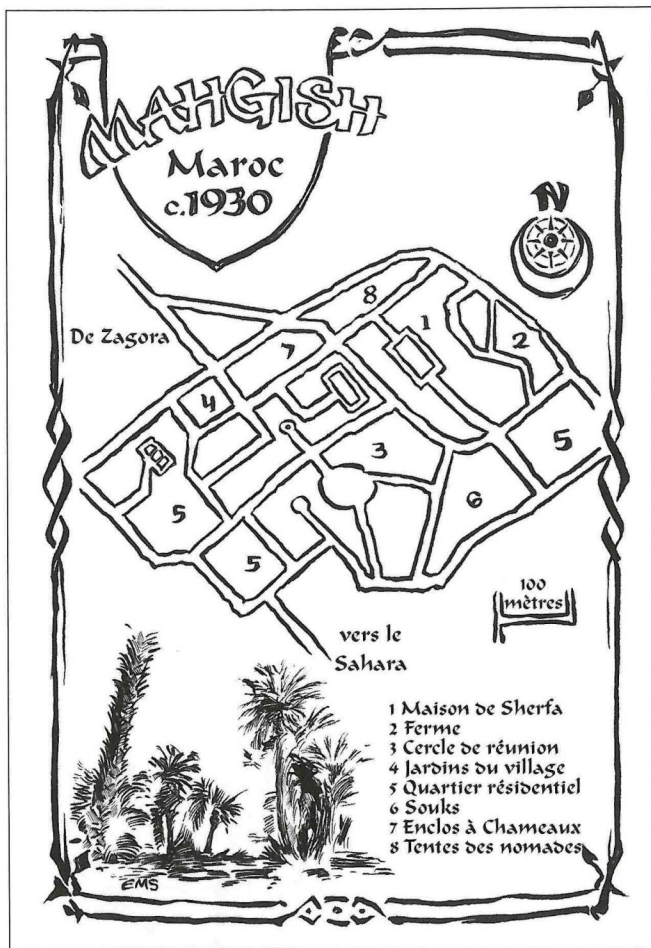 MAHGISH
Maroc
c.1930
N
8
1
De Zagora
7
2
4
3
5
5
6
5
100
mètres
vers le
Sahara
1 Maison de Sherfa
2 Ferme
3 Cercle de réunion
4 Jardins du village
5 Quartier résidentiel
6 Souks
7 Enclos à Chameaux
8 Tentes des nomades
EMS